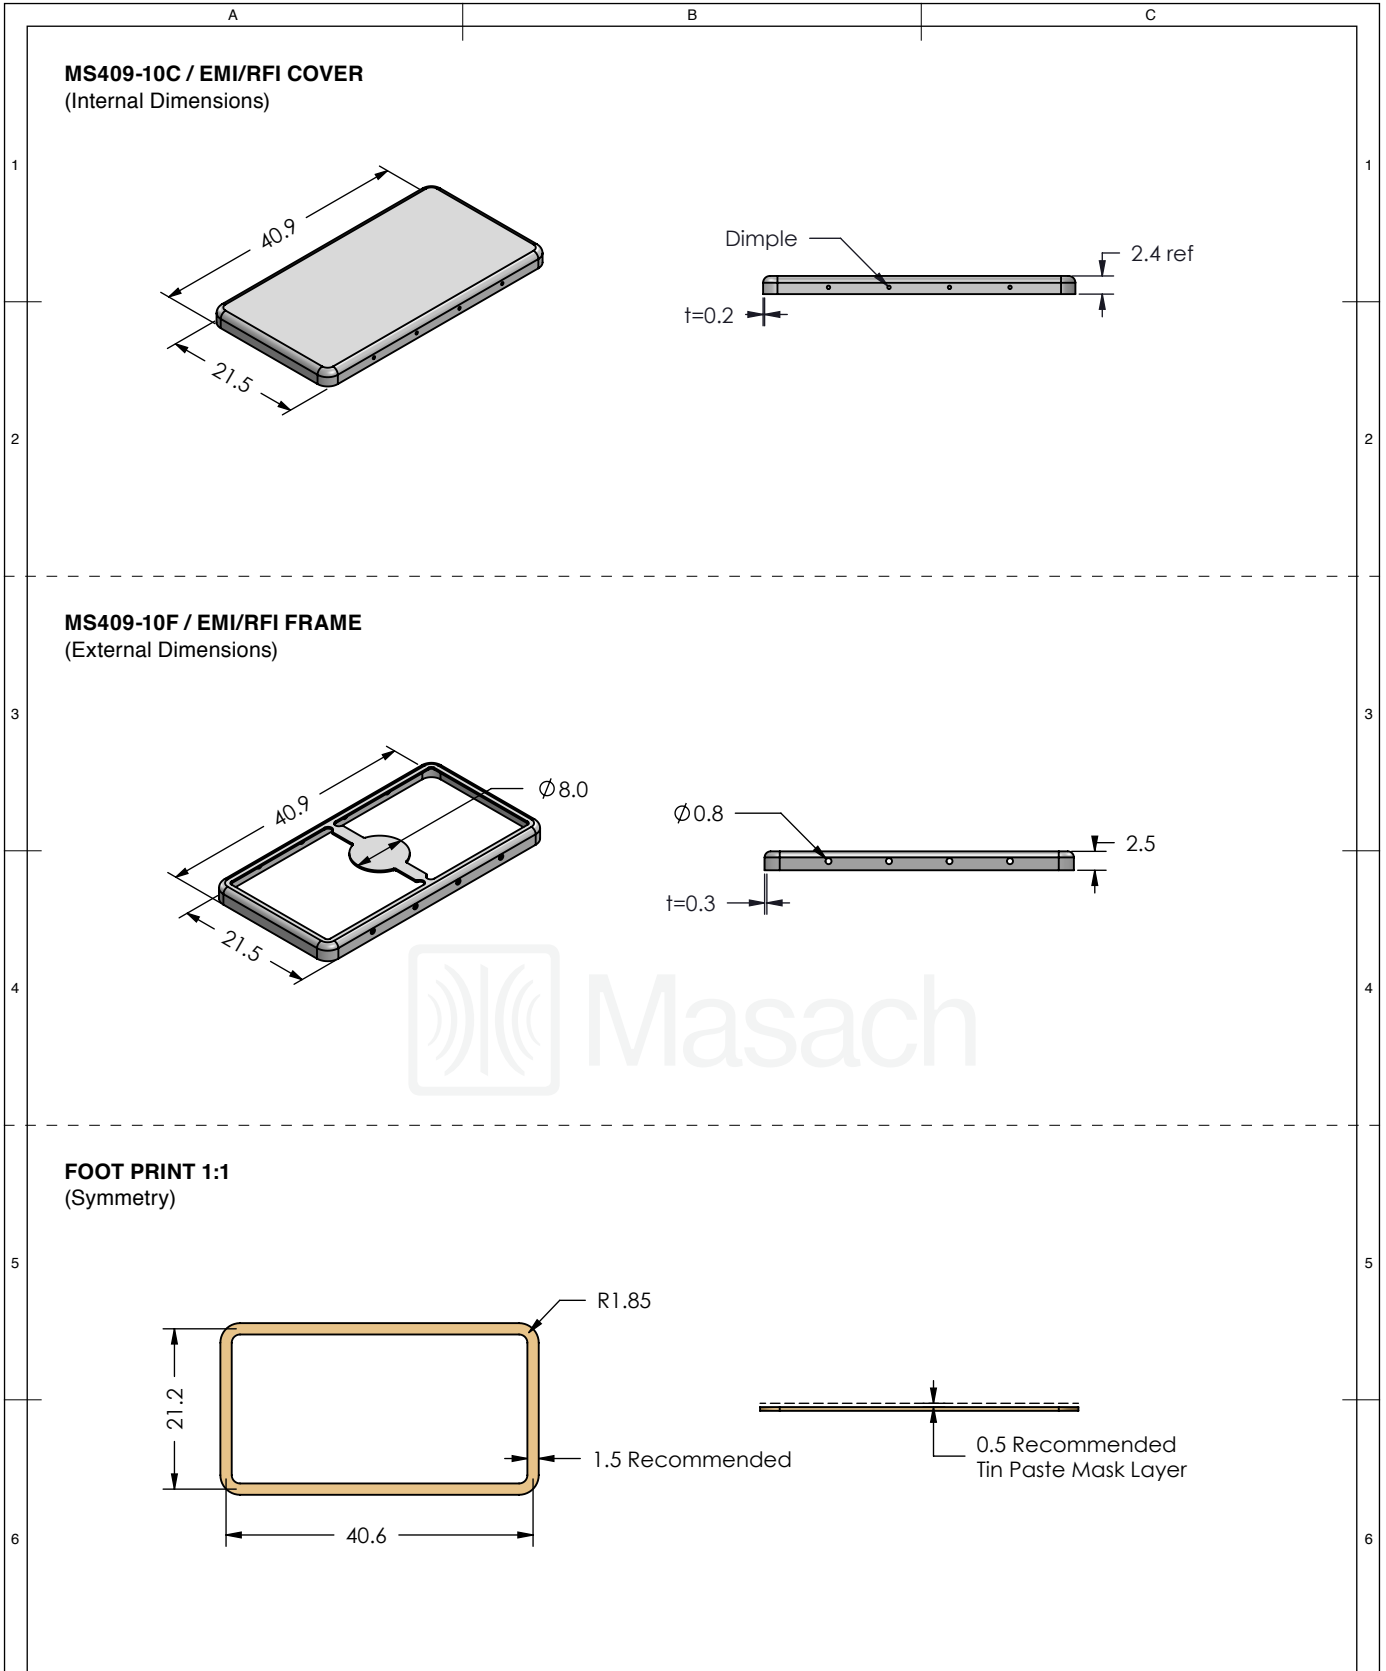 A B C
MS409-10C / EMI/RFI COVER
(Internal Dimensions)
1 1
40.9
Dimple
2.4 ref
t=0.2
21.5
2 2
MS409-10F / EMI/RFI FRAME
(External Dimensions)
3 3
40.9
Ø8.0
Ø0.8
2.5
t=0.3
21.5
Masach
4 4
FOOT PRINT 1:1
(Symmetry)
5 5
R1.85
21.2
1.5 Recommended
0.5 Recommended
Tin Paste Mask Layer
40.6
6 6